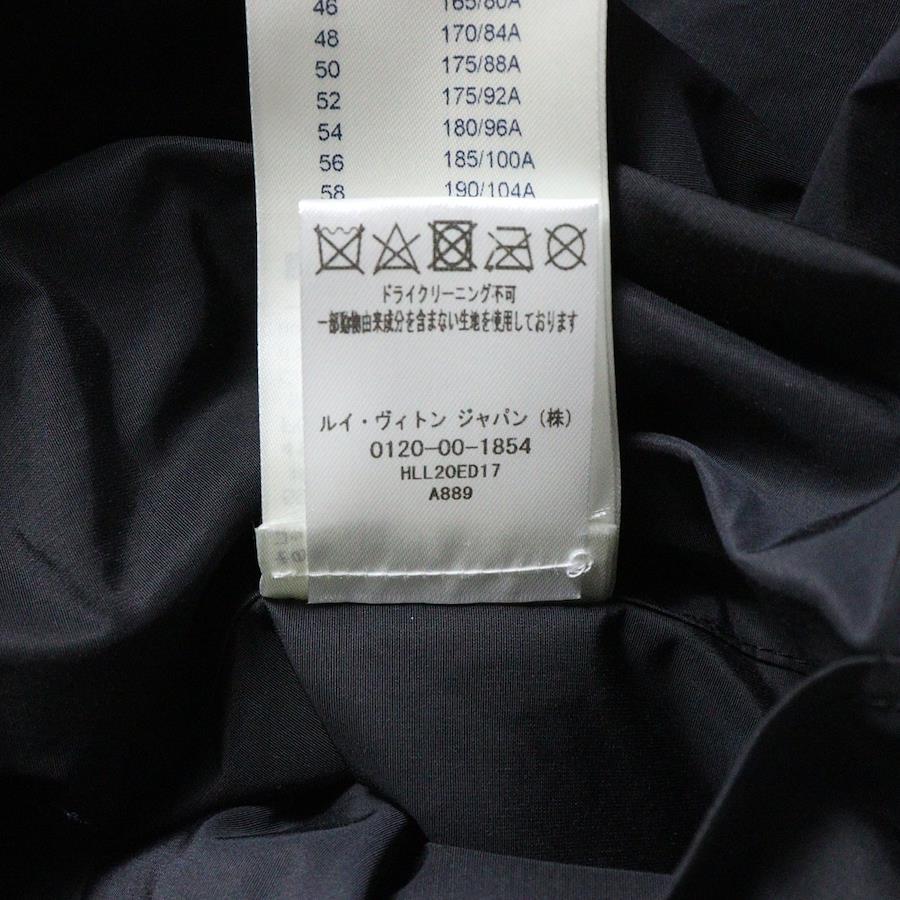 46 165/80A
48 170/84A
50 175/88A
52 175/92A
54 180/96A
56 185/100A
58 190/104A
ドライクリーニング不可
一部動物由来成分を含まない生地を使用しております
ルイ・ヴィトン ジャパン (株)
0120-00-1854
HLL20ED17
A889